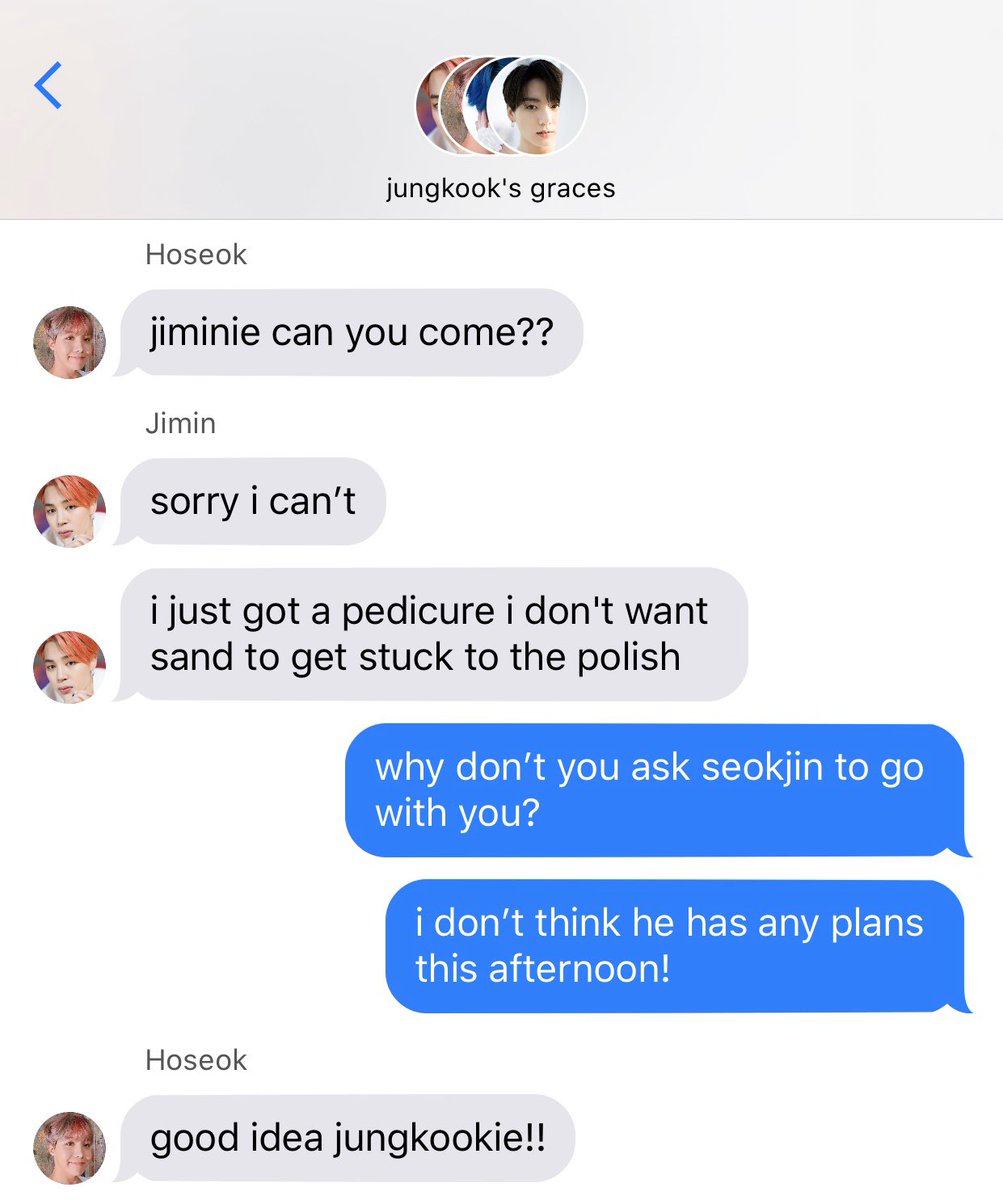 jungkook's graces
Hoseok
jiminie can you come??
Jimin
sorry i can’t
i just got a pedicure i don't want
sand to get stuck to the polish
why don’t you ask seokjin to go
with you?
i don’t think he has any plans
this afternoon!
Hoseok
good idea jungkookie!!